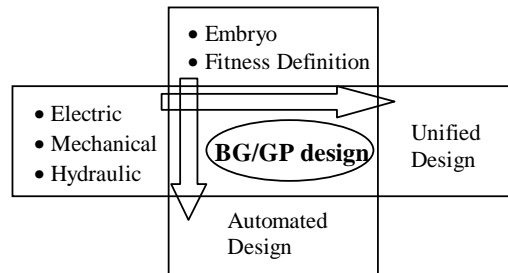 • Embryo
• Fitness Definition
• Electric
• Mechanical
• Hydraulic
BG/GP design
Unified
Design
Automated
Design